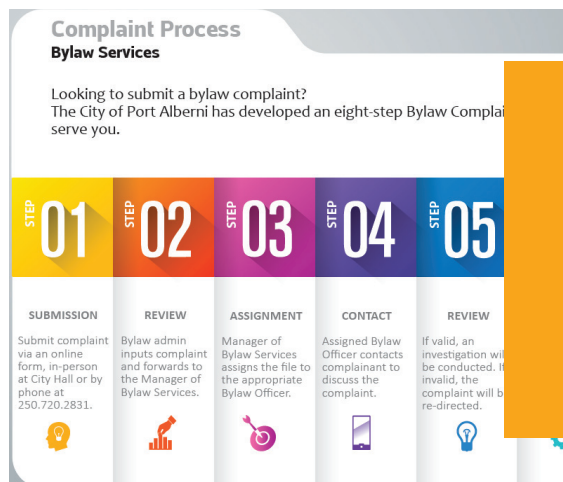 Complaint Process
Bylaw Services
Looking to submit a bylaw complaint?
The City of Port Alberni has developed an eight-step Bylaw
serve you.
STEP 01
STEP 02
STEP 03
STEP 04
STEP 05
SUBMISSION
Submit complaint
via an online
form, in-person
at City Hall or by
phone at
250.720.2831.
REVIEW
Bylaw admin
inputs complaint
and forwards to
the Manager of
Bylaw Services.
ASSIGNMENT
Manager of
Bylaw Services
assigns the file to
the appropriate
Bylaw Officer.
CONTACT
Assigned Bylaw
Officer contacts
complainant to
discuss the
complaint.
REVIEW
If valid, an
investigation
be conducted.
invalid, the
complaint will
re-directed.